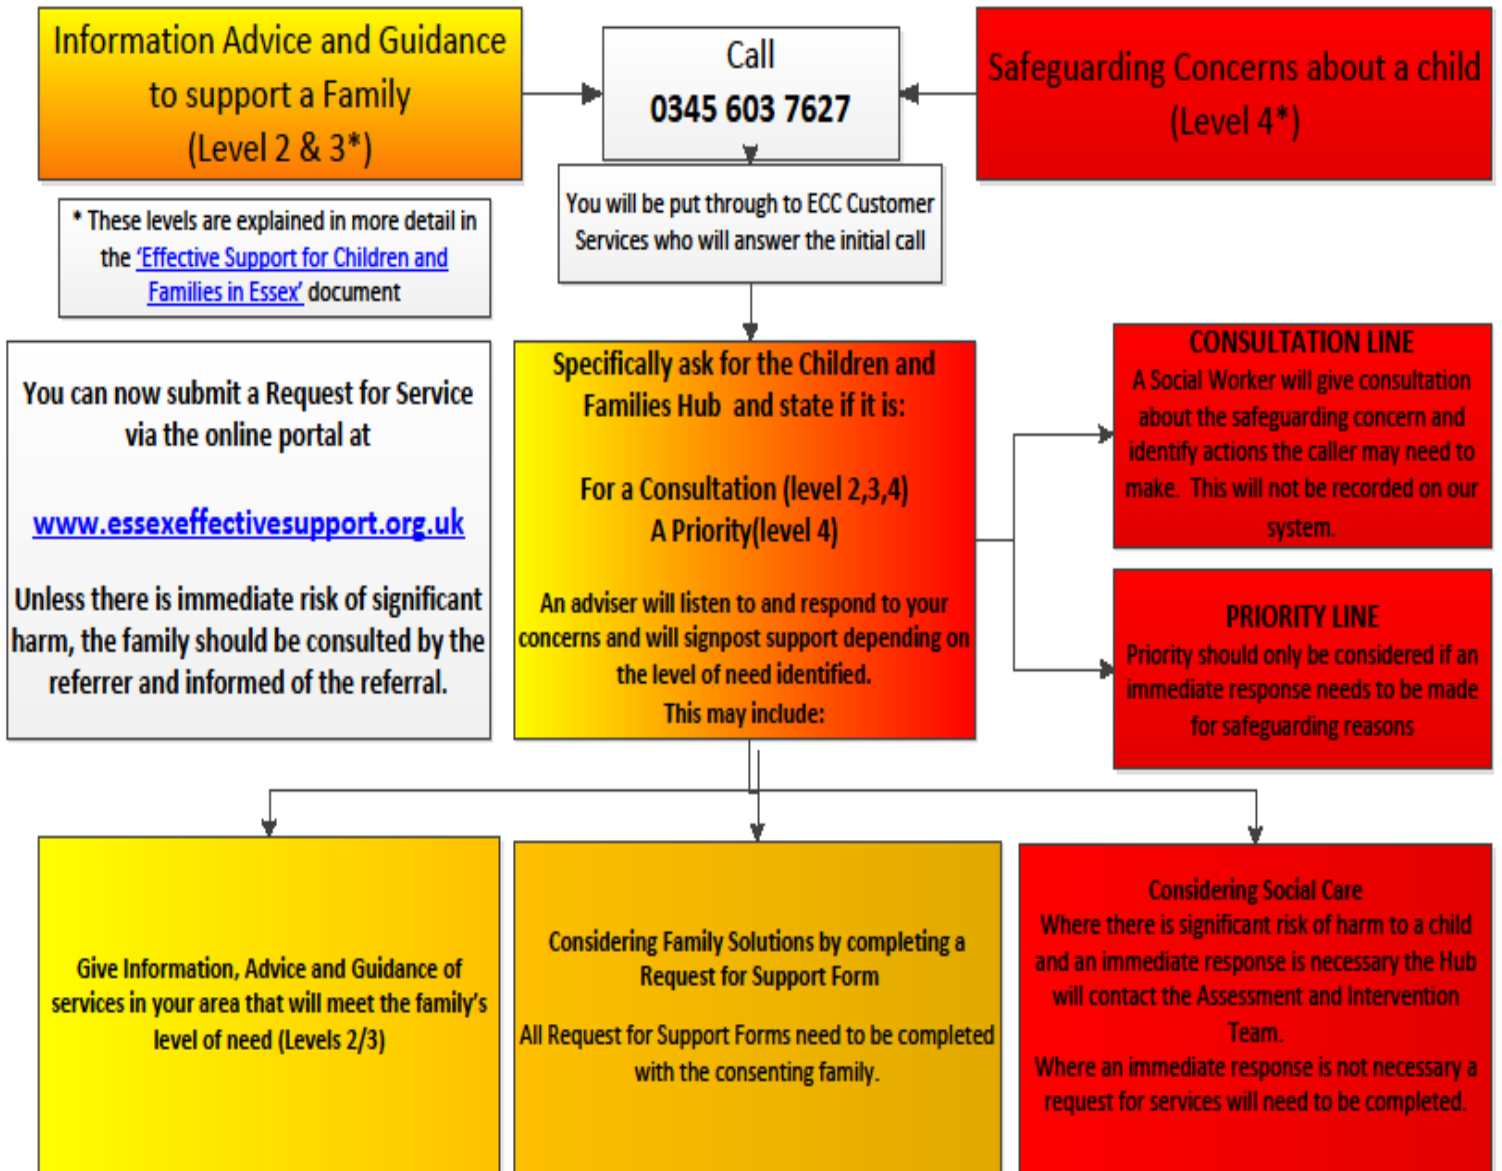 Information Advice and Guidance
to support a Family
(Level 2 & 3*)
Call
0345 603 7627
Safeguarding Concerns about a child
(Level 4*)
* These levels are explained in more detail in
the ‘Effective Support for Children and
Families in Essex’ document
You will be put through to ECC Customer
Services who will answer the initial call
You can now submit a Request for Service
via the online portal at
www.essexeffectivesupport.org.uk
Unless there is immediate risk of significant
harm, the family should be consulted by the
referrer and informed of the referral.
Specifically ask for the Children and
Families Hub and state if it is:
For a Consultation (level 2,3,4)
A Priority(level 4)
An adviser will listen to and respond to your
concerns and will signpost support depending on
the level of need identified.
This may include:
CONSULTATION LINE
A Social Worker will give consultation
about the safeguarding concern and
identify actions the caller may need to
make. This will not be recorded on our
system.
PRIORITY LINE
Priority should only be considered if an
immediate response needs to be made
for safeguarding reasons
Give Information, Advice and Guidance of
services in your area that will meet the family’s
level of need (Levels 2/3)
Considering Family Solutions by completing a
Request for Support Form
All Request for Support Forms need to be completed
with the consenting family.
Considering Social Care
Where there is significant risk of harm to a child
and an immediate response is necessary the Hub
will contact the Assessment and Intervention
Team.
Where an immediate response is not necessary a
request for services will need to be completed.